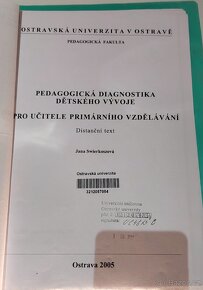 OSTRAVSKÁ UNIVERZITA V OSTRAVĚ
PEDAGOGICKÁ FAKULTA
PEDAGOGICKÁ DIAGNOSTIKA
DĚTSKÉHO VÝVOJE
PRO UČITELE PRIMÁRNÍHO VZDĚLÁVÁNÍ
Distanční text
Jana Swierkoszová
Ostravská univerzita
3212057054
Ostrava 2005